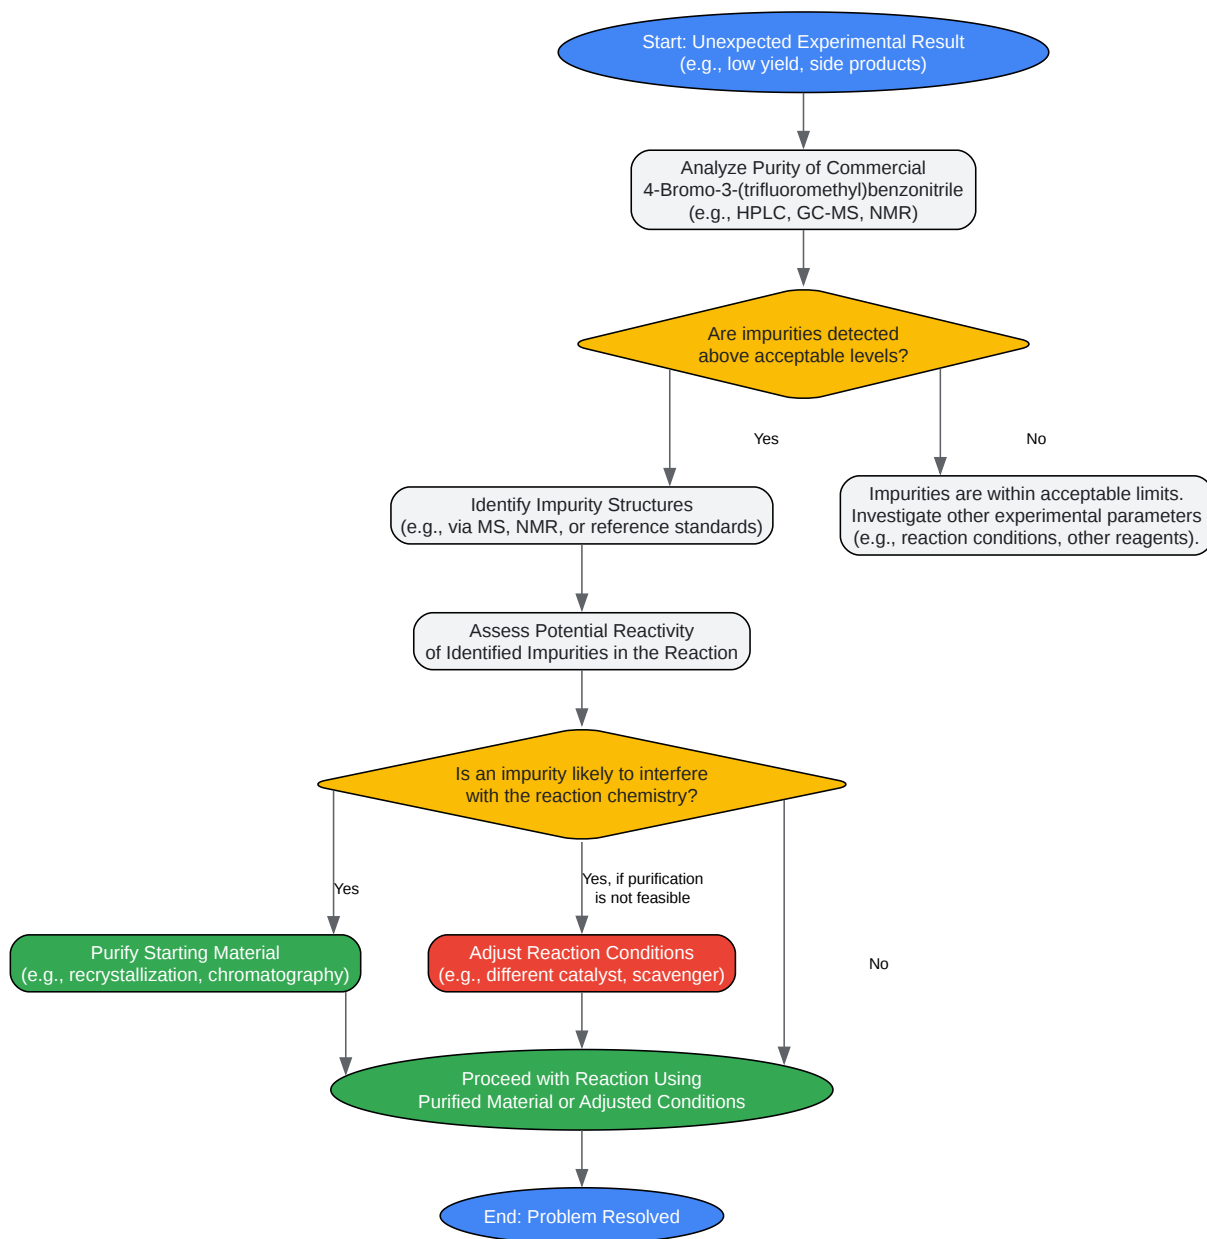 Start: Unexpected Experimental Result
(e.g., low yield, side products)
Analyze Purity of Commercial
4-Bromo-3-(trifluoromethyl)benzonitrile
(e.g., HPLC, GC-MS, NMR)
Are impurities detected
above acceptable levels?
Yes
No
Identify Impurity Structures
(e.g., via MS, NMR, or reference standards)
Impurities are within acceptable limits.
Investigate other experimental parameters
(e.g., reaction conditions, other reagents).
Assess Potential Reactivity
of Identified Impurities in the Reaction
Is an impurity likely to interfere
with the reaction chemistry?
Yes
Yes, if purification
is not feasible
No
Purify Starting Material
(e.g., recrystallization, chromatography)
Adjust Reaction Conditions
(e.g., different catalyst, scavenger)
Proceed with Reaction Using
Purified Material or Adjusted Conditions
End: Problem Resolved